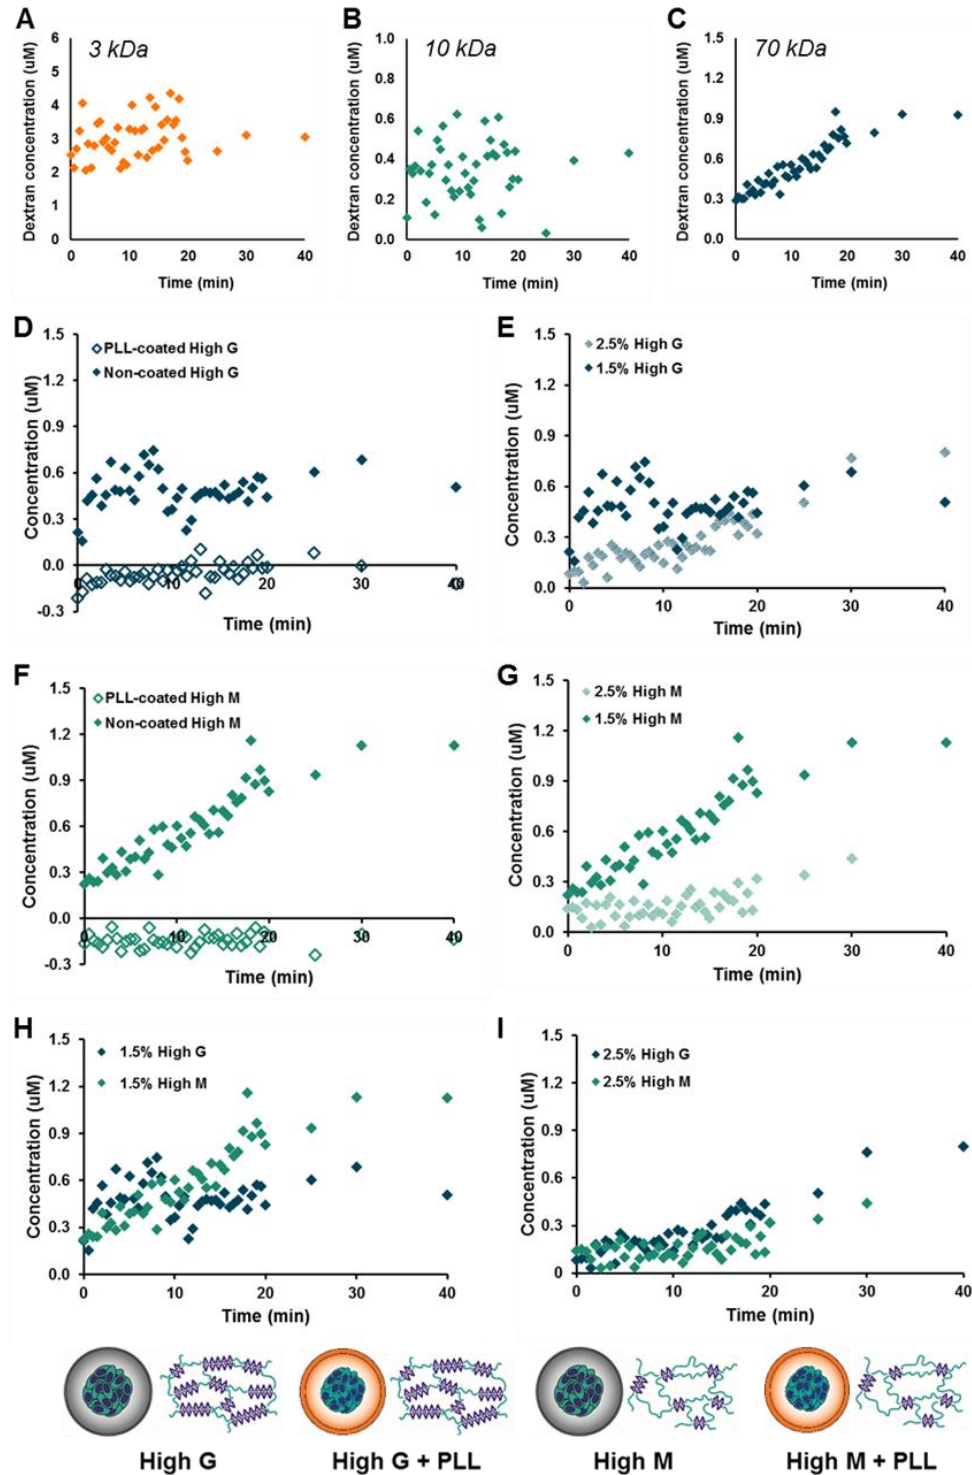 A
B
C
3 kDa
10 kDa
70 kDa
Dextran concentration (uM)
6
5
4
3
2
1
0
0 10 20 30 40
Time (min)
Dextran concentration (uM)
1.0
0.8
0.6
0.4
0.2
0.0
0 10 20 30 40
Time (min)
Dextran concentration (uM)
1.5
1.2
0.9
0.6
0.3
0.0
0 10 20 30 40
Time (min)
D
PLL-coated High G
Non-coated High G
Concentration (uM)
1.5
1.2
0.9
0.6
0.3
0.0
-0.3
0 10 20 30 40
Time (min)
E
2.5% High G
1.5% High G
Concentration (uM)
1.5
1.2
0.9
0.6
0.3
0.0
0 10 20 30 40
Time (min)
F
PLL-coated High M
Non-coated High M
Concentration (uM)
1.5
1.2
0.9
0.6
0.3
0.0
-0.3
0 10 20 30 40
Time (min)
G
2.5% High M
1.5% High M
Concentration (uM)
1.5
1.2
0.9
0.6
0.3
0.0
0 10 20 30 40
Time (min)
H
1.5% High G
1.5% High M
Concentration (uM)
1.5
1.2
0.9
0.6
0.3
0.0
0 10 20 30 40
Time (min)
I
2.5% High G
2.5% High M
Concentration (uM)
1.5
1.2
0.9
0.6
0.3
0
0 10 20 30 40
Time (min)
High G
High G + PLL
High M
High M + PLL